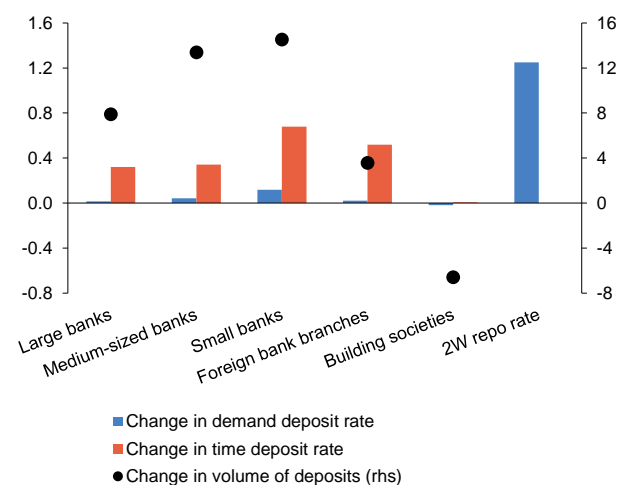 1.6
1.2
0.8
0.4
0.0
-0.4
-0.8
16
12
8
4
0
-4
-8
Large banks
Medium-sized banks
Small banks
Foreign bank branches
Building societies
2W repo rate
Change in demand deposit rate
Change in time deposit rate
Change in volume of deposits (rhs)